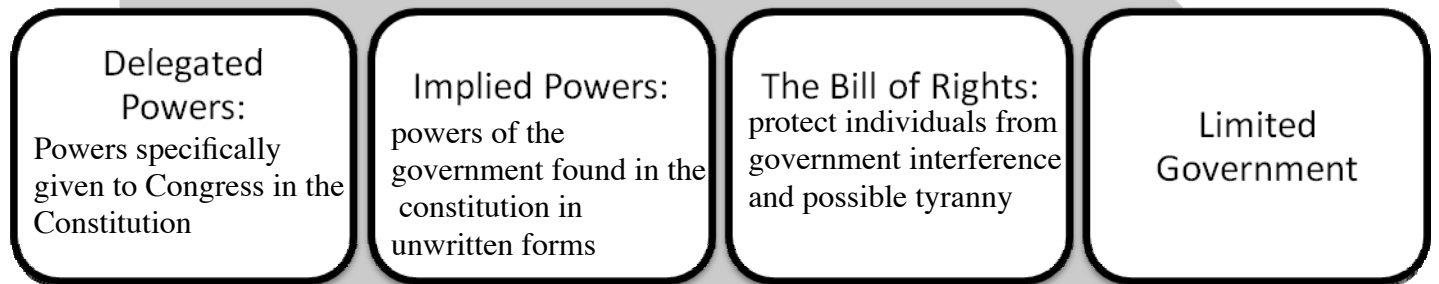 Delegated
Powers:
Powers specifically
given to Congress in the
Constitution
Implied Powers:
powers of the
government found in the
constitution in
unwritten forms
The Bill of Rights:
protect individuals from
government interference
and possible tyranny
Limited
Government